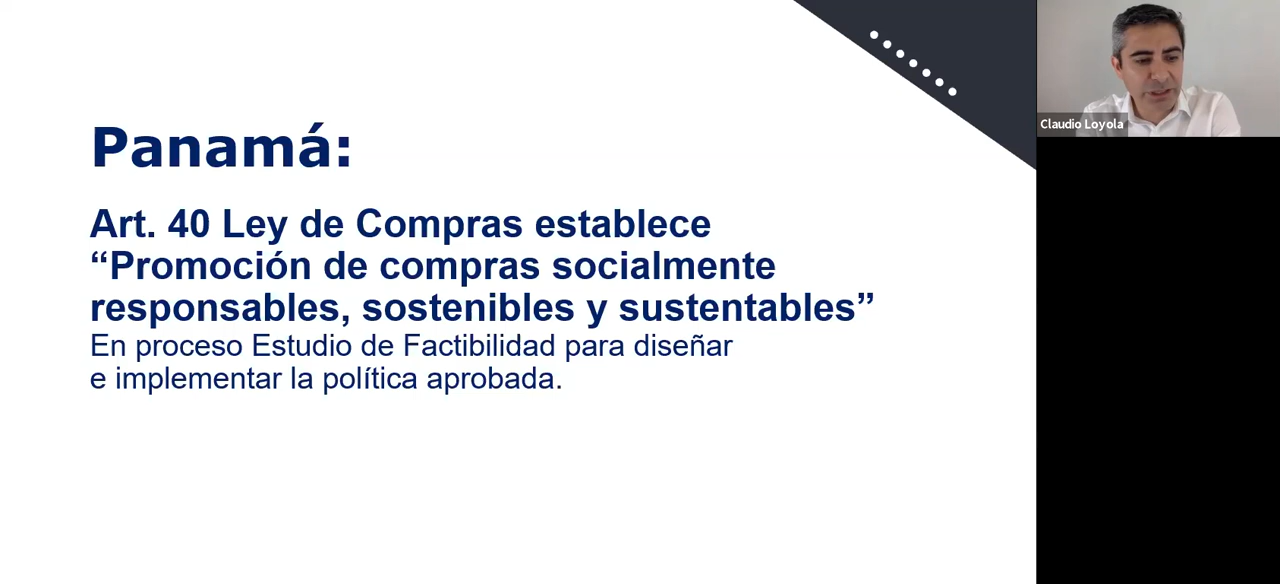 Panamá:
Art. 40 Ley de Compras establece
“Promoción de compras socialmente
responsables, sostenibles y sustentables”
En proceso Estudio de Factibilidad para diseñar
e implementar la política aprobada.
Claudio Loyola